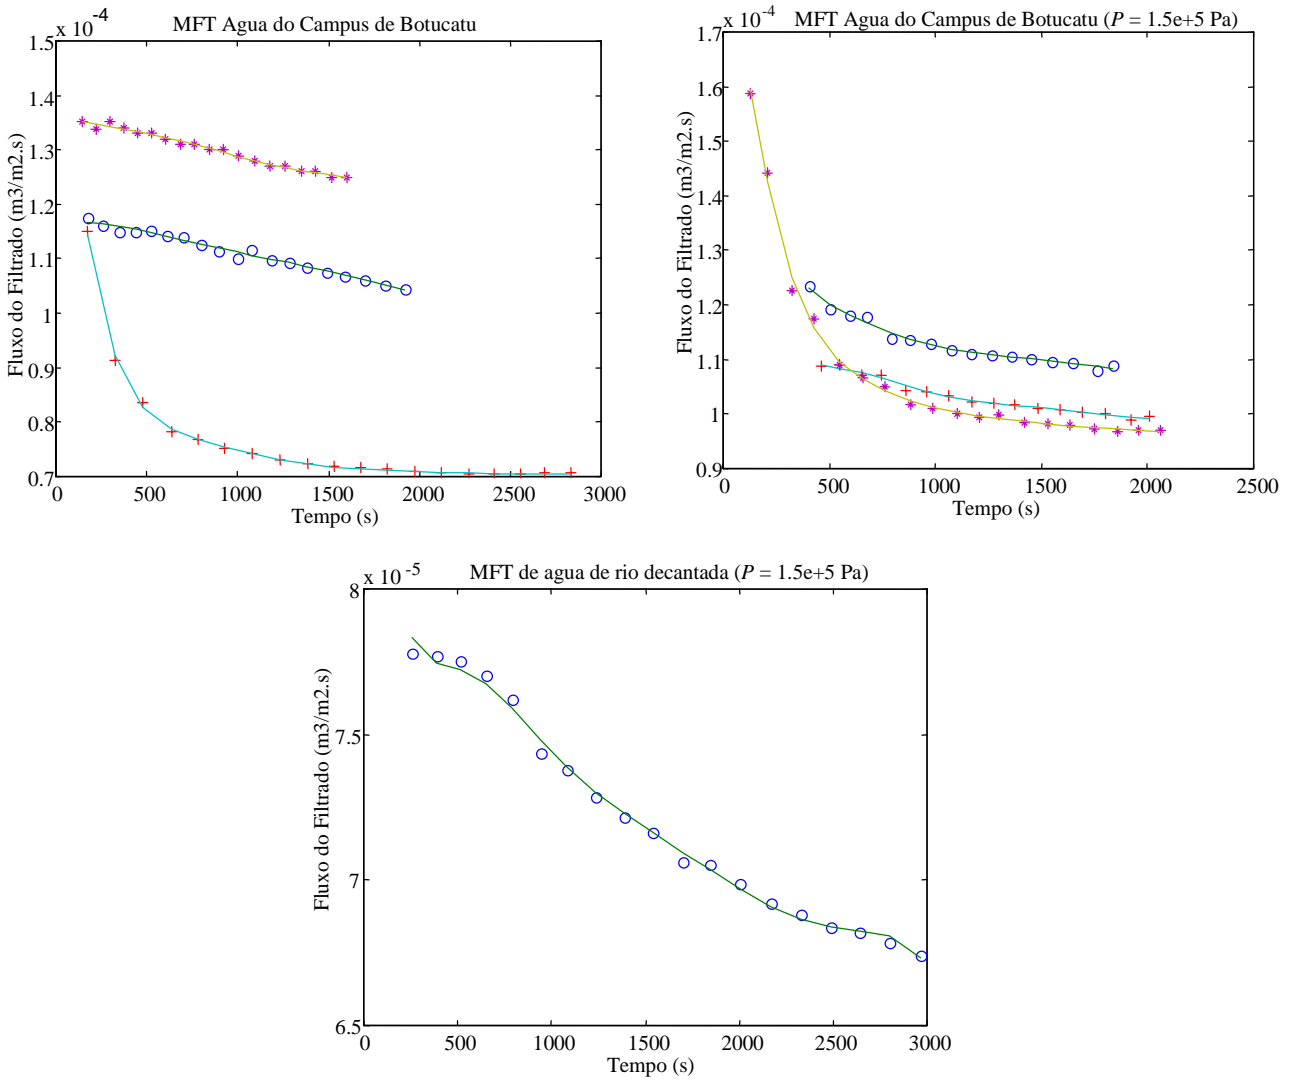 x 10 -4
MFT Agua do Campus de Botucatu
1.5
1.4
1.3
1.2
1.1
1
0.9
0.8
0.7
Fluxo do Filtrado (m3/m2.s)
0 500 1000 1500 2000 2500 3000
Tempo (s)
x 10 -4
MFT Agua do Campus de Botucatu (P = 1.5e+5 Pa)
1.7
1.6
1.5
1.4
1.3
1.2
1.1
1
0.9
Fluxo do Filtrado (m3/m2.s)
0 500 1000 1500 2000 2500
Tempo (s)
x 10 -5
MFT de agua de rio decantada (P = 1.5e+5 Pa)
8
7.5
7
6.5
Fluxo do Filtrado (m3/m2.s)
0 500 1000 1500 2000 2500 3000
Tempo (s)